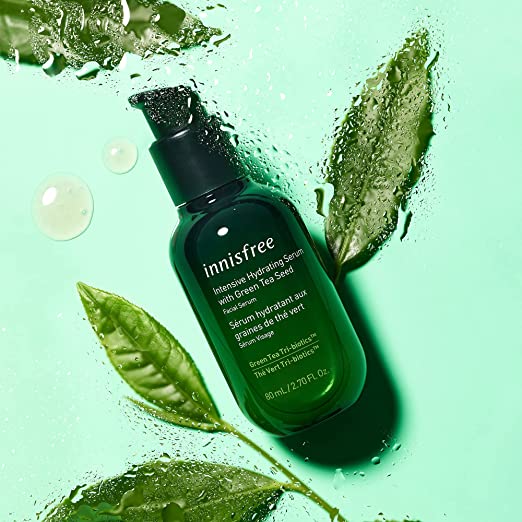 innisfree
Intensive Hydrating Serum
with Green Tea Seed
Facial Serum
Sérum hydratant aux
graines de thé vert
Sérum Visage
Green Tea Tri-biotics™
Thé Vert Tri-biotics™
80 mL / 2.70 Fl. Oz.